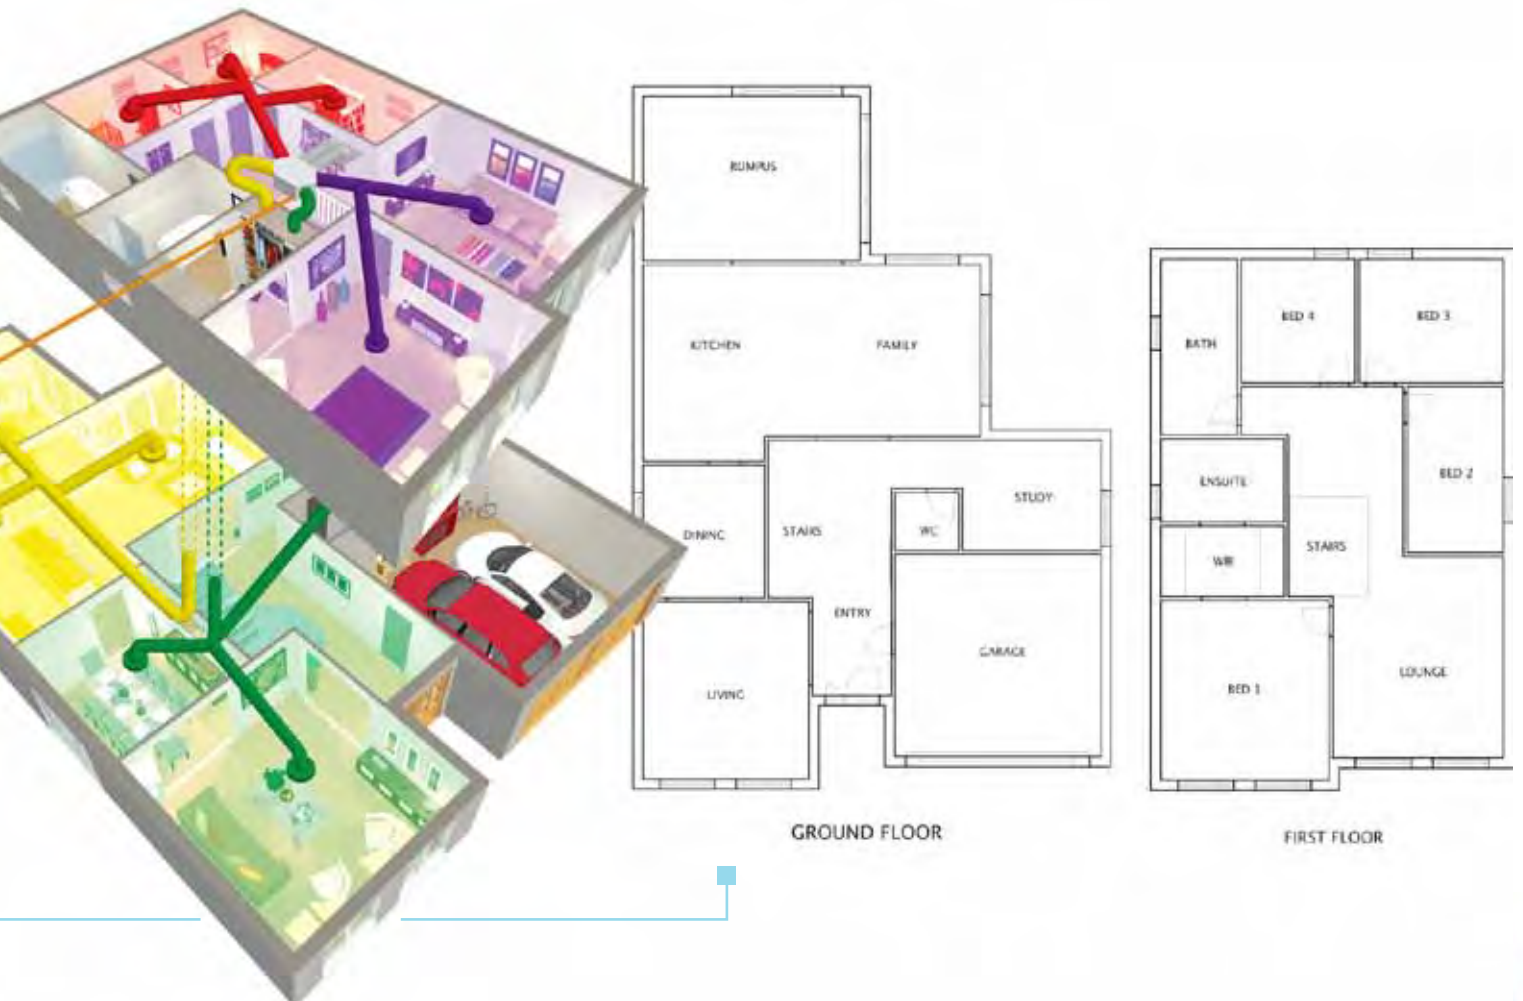 RUMPUS
KITCHEN
FAMILY
DINING
STAIRS
WC
STUDY
ENTRY
LIVING
GARAGE
GROUND FLOOR
BATH
BED 4
BED 3
ENSUITE
BED 2
WIR
STAIRS
BED 1
LOUNGE
FIRST FLOOR